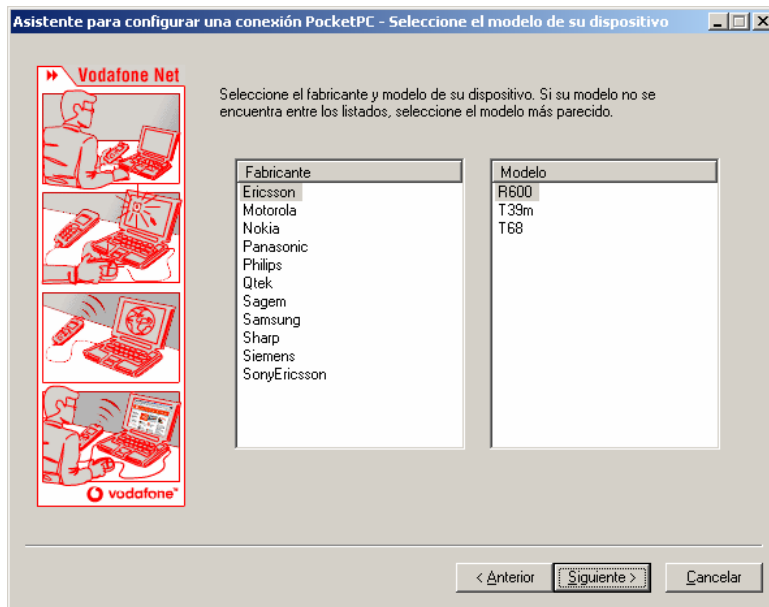 Asistente para configurar una conexión PocketPC - Seleccione el modelo de su dispositivo
Vodafone Net
Seleccione el fabricante y modelo de su dispositivo. Si su modelo no se
encuentra entre los listados, seleccione el modelo más parecido.
Fabricante
Ericsson
Motorola
Nokia
Panasonic
Philips
Qtek
Sagem
Samsung
Sharp
Siemens
SonyEricsson
Modelo
R600
T39m
T68
vodafone™
< Anterior
Siguiente >
Cancelar